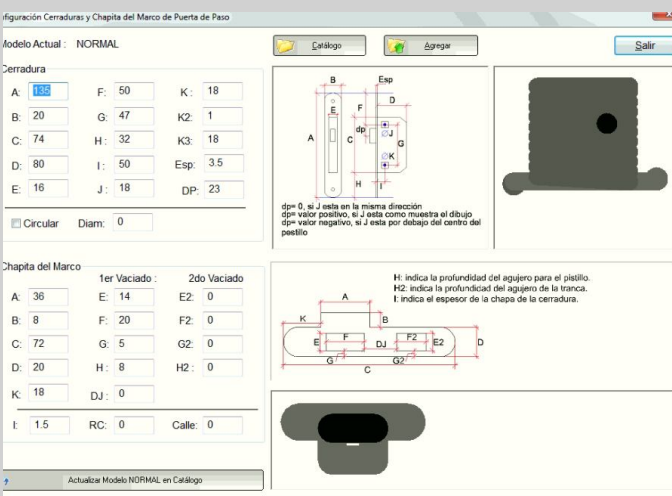 nfiguración Cerraduras y Chapita del Marco de Puerta de Paso
Modelo Actual : NORMAL
Catálogo
Agregar
Salir
Cerradura
A: 135 F: 50 K : 18
B: 20 G: 47 K2: 1
C: 74 H : 32 K3: 18
D: 80 I : 50 Esp: 3.5
E: 16 J : 18 DP: 23
Circular Diam: 0
B Esp
D
E F
dp
A C ØJ G
ØK
H I
dp= 0, si J esta en la misma dirección
dp= valor positivo, si J esta como muestra el dibujo
dp= valor negativo, si J esta por debajo del centro del
pestillo
Chapita del Marco
1er Vaciado : 2do Vaciado
A: 36 E: 14 E2: 0
B: 8 F: 20 F2: 0
C: 72 G: 5 G2: 0
D: 20 H : 8 H2 : 0
K: 18 DJ : 0
I: 1.5 RC: 0 Calle: 0
H: indica la profundidad del agujero para el pistillo.
H2: indica la profundidad del agujero de la tranca.
I: indica el espesor de la chapa de la cerradura.
A
K B
E F DJ F2 E2 D
G G2
C
Actualizar Modelo NORMAL en Catálogo